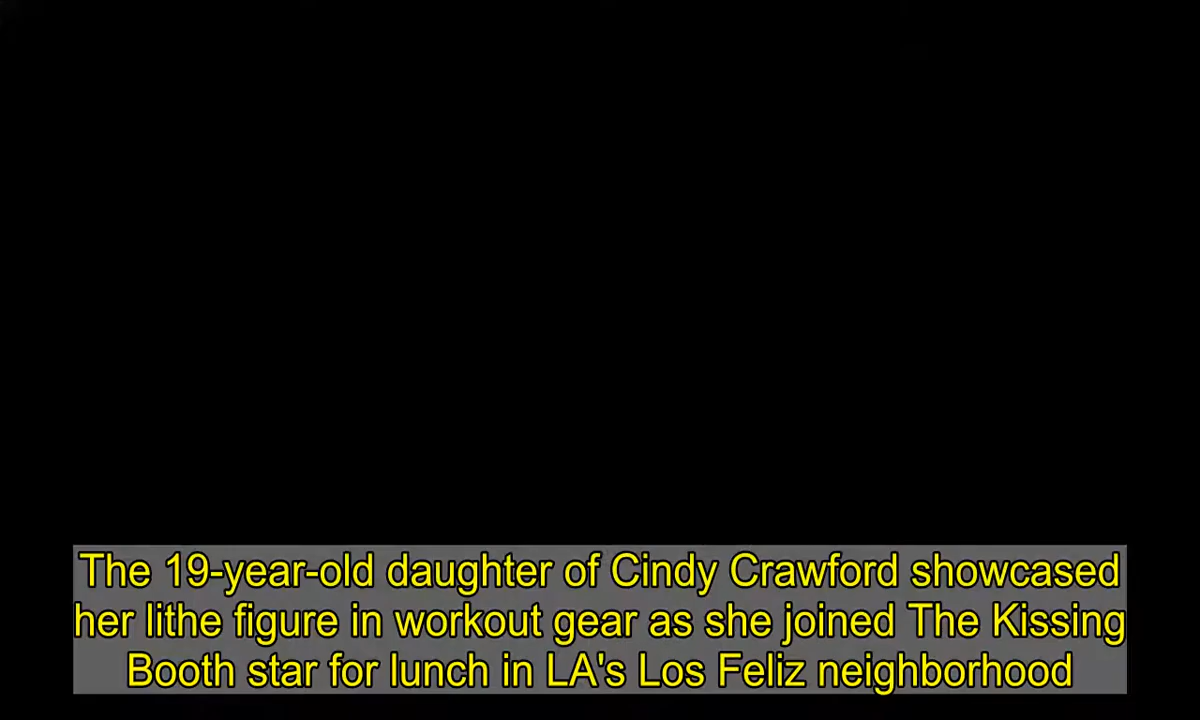 The 19-year-old daughter of Cindy Crawford showcased
her lithe figure in workout gear as she joined The Kissing
Booth star for lunch in LA's Los Feliz neighborhood